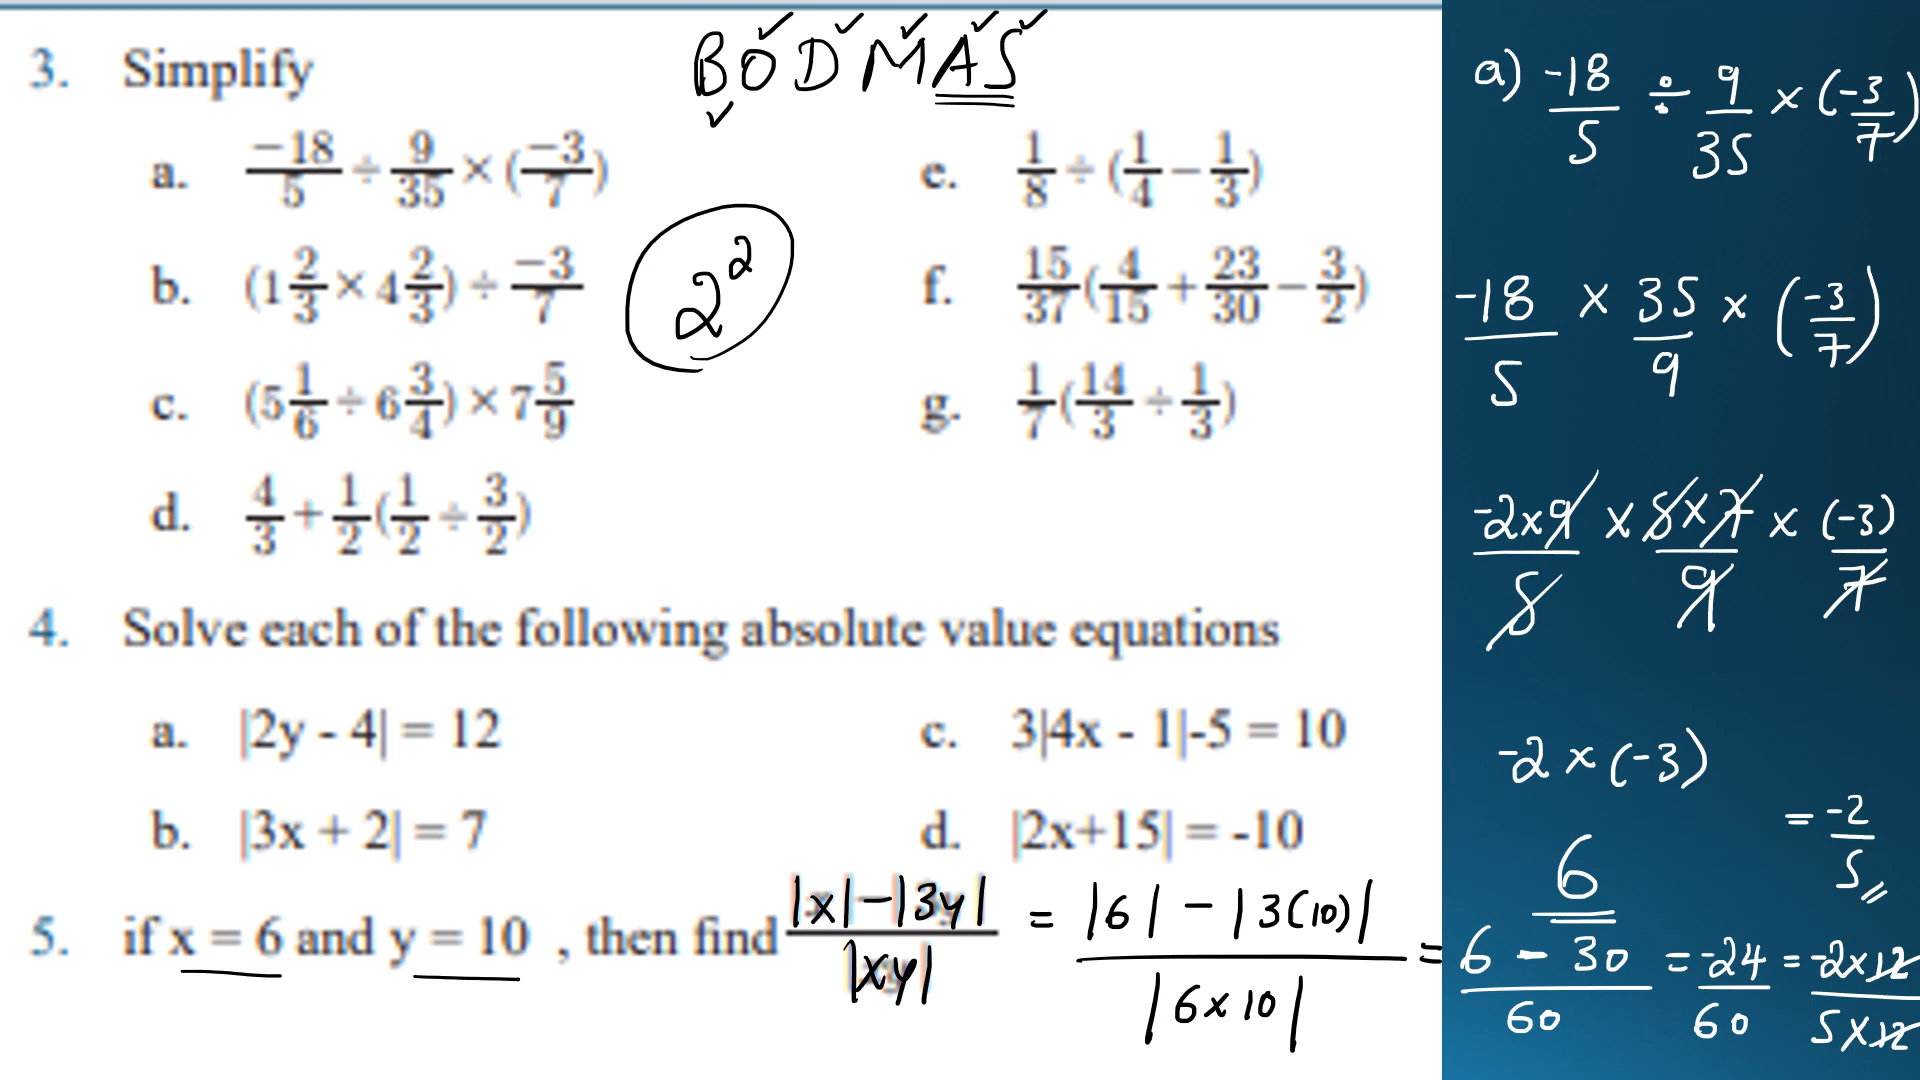 BODMAS
3. Simplify
a. -18/5 ÷ 9/35 × (-3/7)
b. (1 2/3 × 4 2/3) ÷ -3/7
c. (5 1/6 ÷ 6 3/4) × 7 5/9
d. 4/3 + 1/2(1/2 ÷ 3/2)
2²
e. 1/8 ÷ (1/4 − 1/3)
f. 15/37(4/15 + 23/30 − 3/2)
g. 1/7(14/3 ÷ 1/3)
4. Solve each of the following absolute value equations
a. |2y - 4| = 12
b. |3x + 2| = 7
c. 3|4x - 1|-5 = 10
d. |2x+15| = -10
5. if x = 6 and y = 10 , then find |x|−|3y| / |xy| = |6| − |3(10)| / |6×10| = 6 − 30 / 60 = -24/60 = -2×12 / 5×12
= -2/5
a) -18/5 ÷ 9/35 × (-3/7)
-18/5 × 35/9 × (-3/7)
-2×9/5 × 5×7/9 × (-3)/7
-2 × (-3)
6